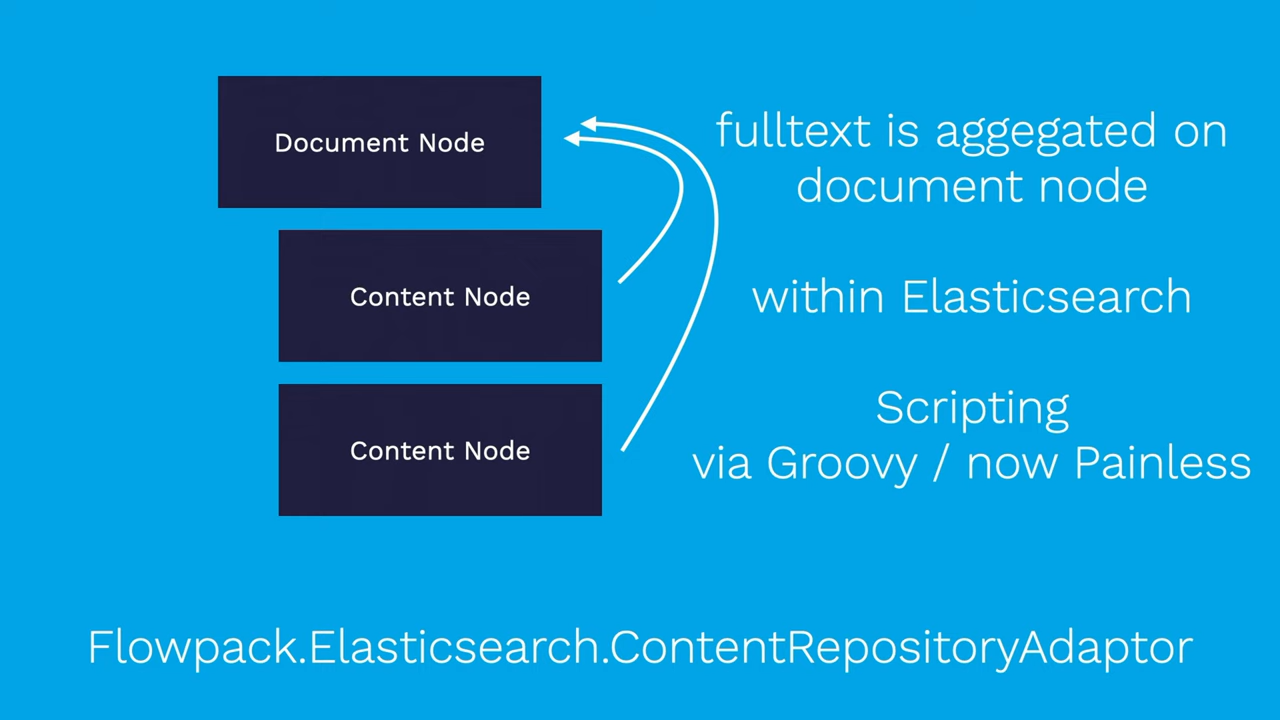 Document Node
Content Node
Content Node
fulltext is aggegated on
document node
within Elasticsearch
Scripting
via Groovy / now Painless
Flowpack.Elasticsearch.ContentRepositoryAdaptor